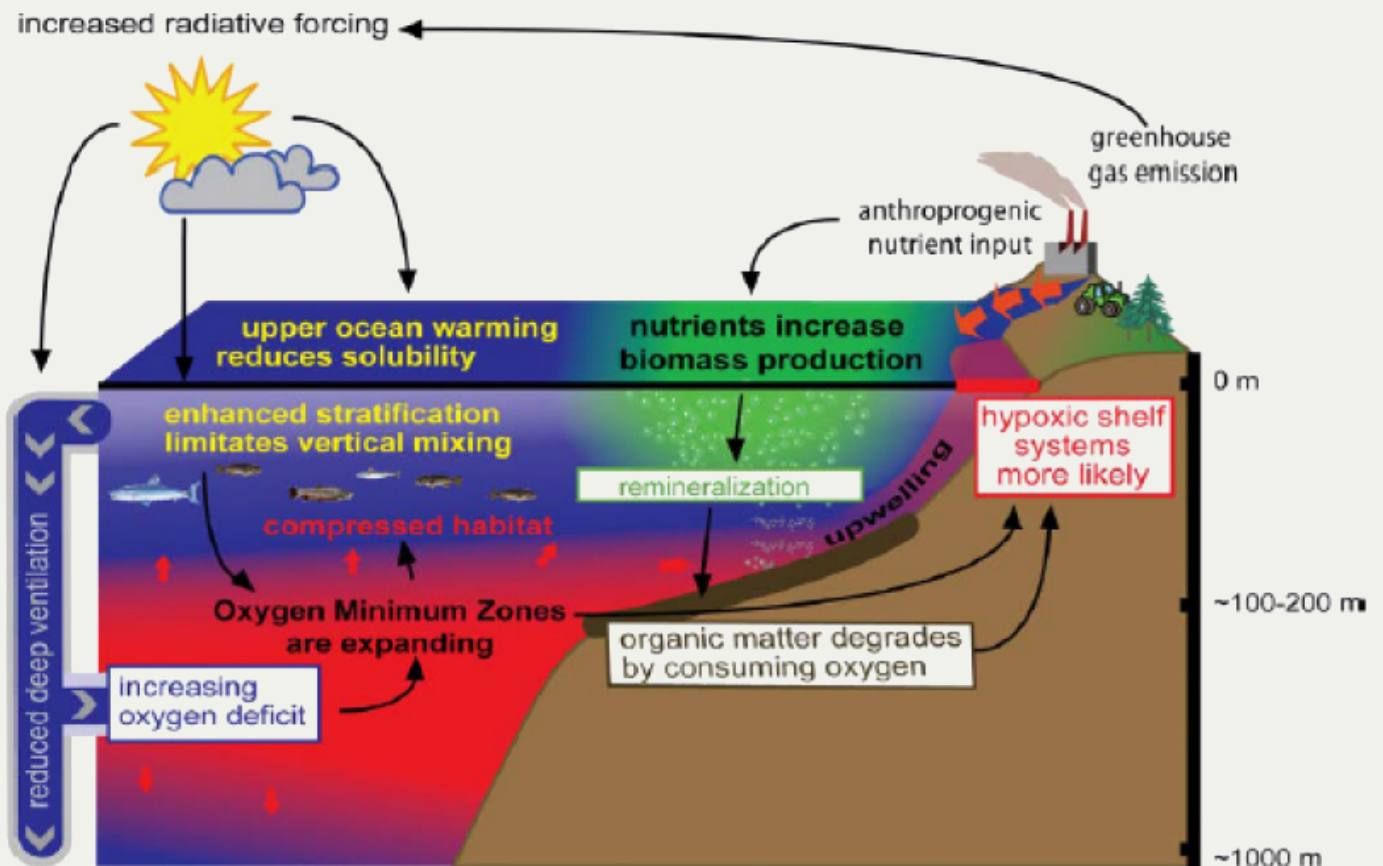 increased radiative forcing
greenhouse
gas emission
anthroprogenic
nutrient input
upper ocean warming
reduces solubility
nutrients increase
biomass production
0 m
enhanced stratification
limitates vertical mixing
hypoxic shelf
systems
more likely
remineralization
upwelling
compressed habitat
Oxygen Minimum Zones
are expanding
~100-200 m
organic matter degrades
by consuming oxygen
increasing
oxygen deficit
reduced deep ventilation
~1000 m